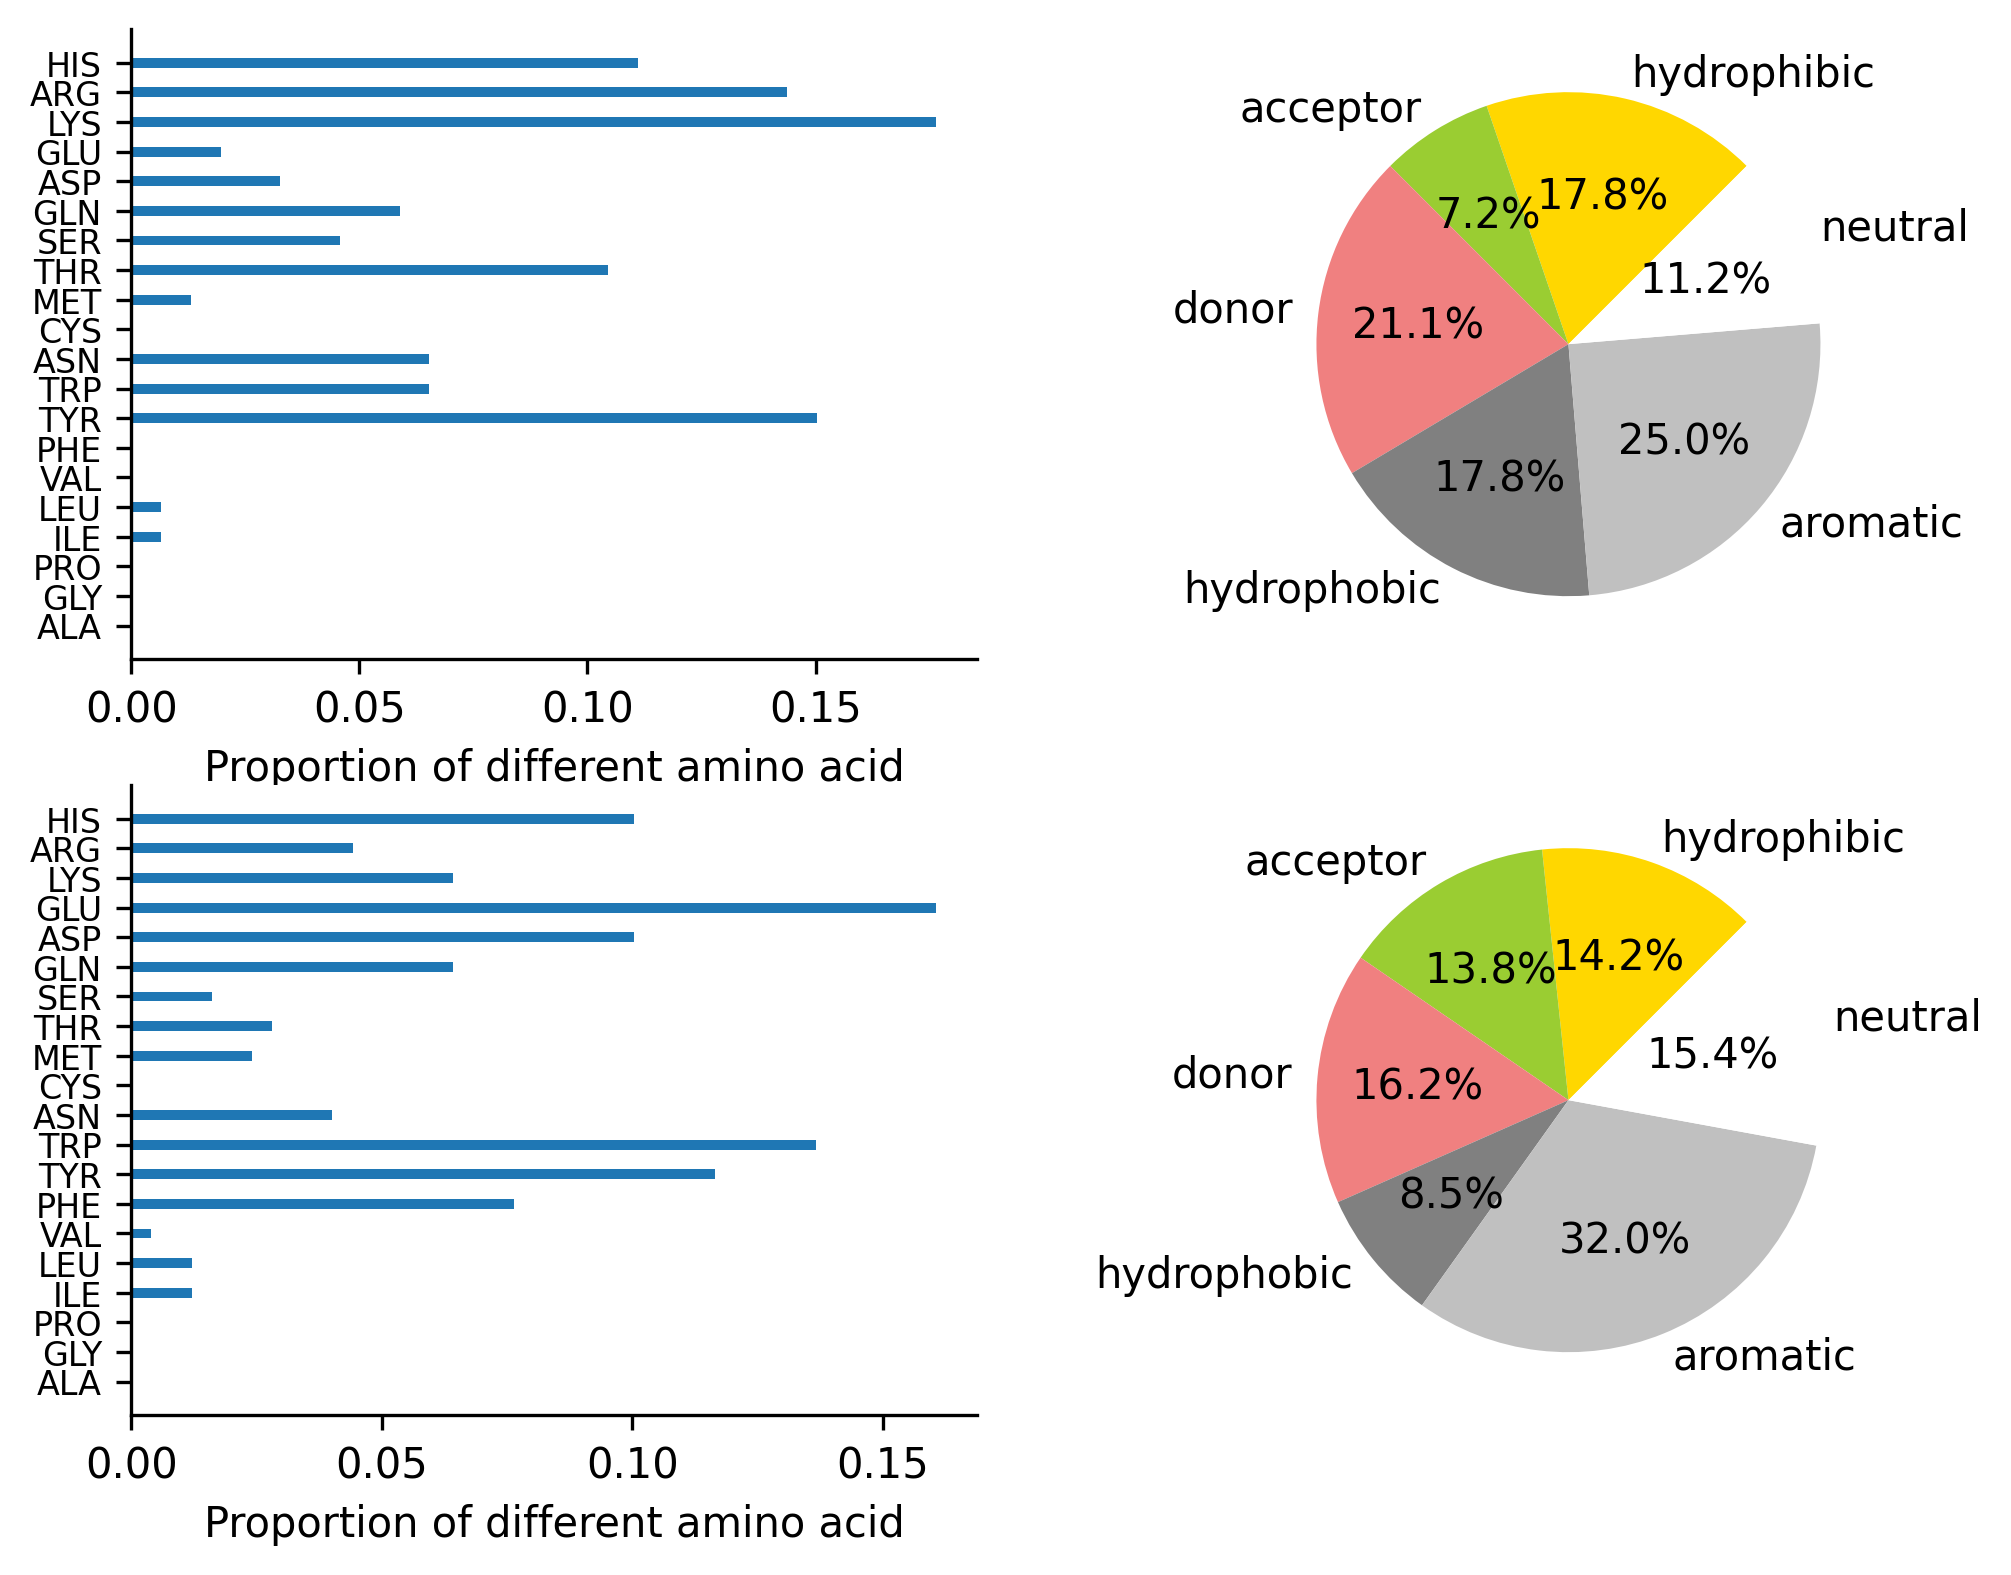 HIS
ARG
LYS
GLU
ASP
GLN
SER
THR
MET
CYS
ASN
TRP
TYR
PHE
VAL
LEU
ILE
PRO
GLY
ALA
0.00 0.05 0.10 0.15
Proportion of different amino acid
hydrophibic
acceptor
17.8%
7.2%
neutral
11.2%
donor
21.1%
25.0%
17.8%
aromatic
hydrophobic
HIS
ARG
LYS
GLU
ASP
GLN
SER
THR
MET
CYS
ASN
TRP
TYR
PHE
VAL
LEU
ILE
PRO
GLY
ALA
0.00 0.05 0.10 0.15
Proportion of different amino acid
hydrophibic
acceptor
14.2%
13.8%
neutral
15.4%
donor
16.2%
8.5%
32.0%
hydrophobic
aromatic